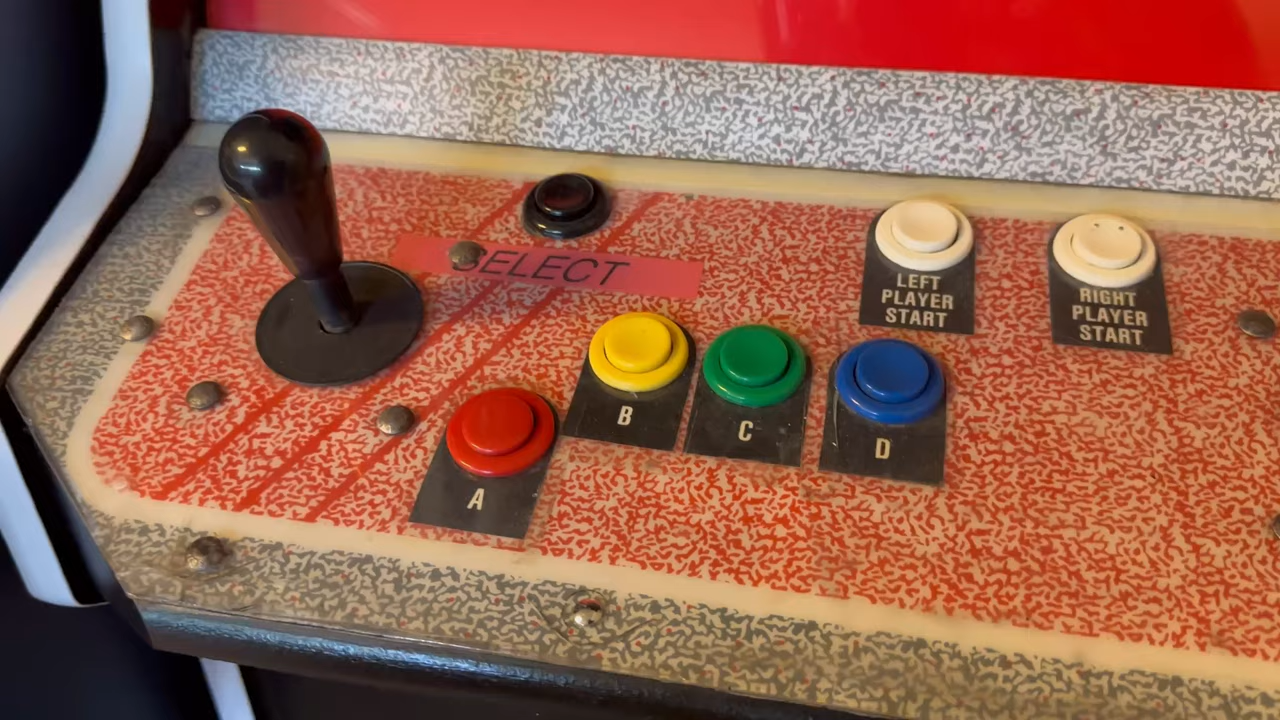 SELECT
LEFT
PLAYER
START
RIGHT
PLAYER
START
A
B
C
D